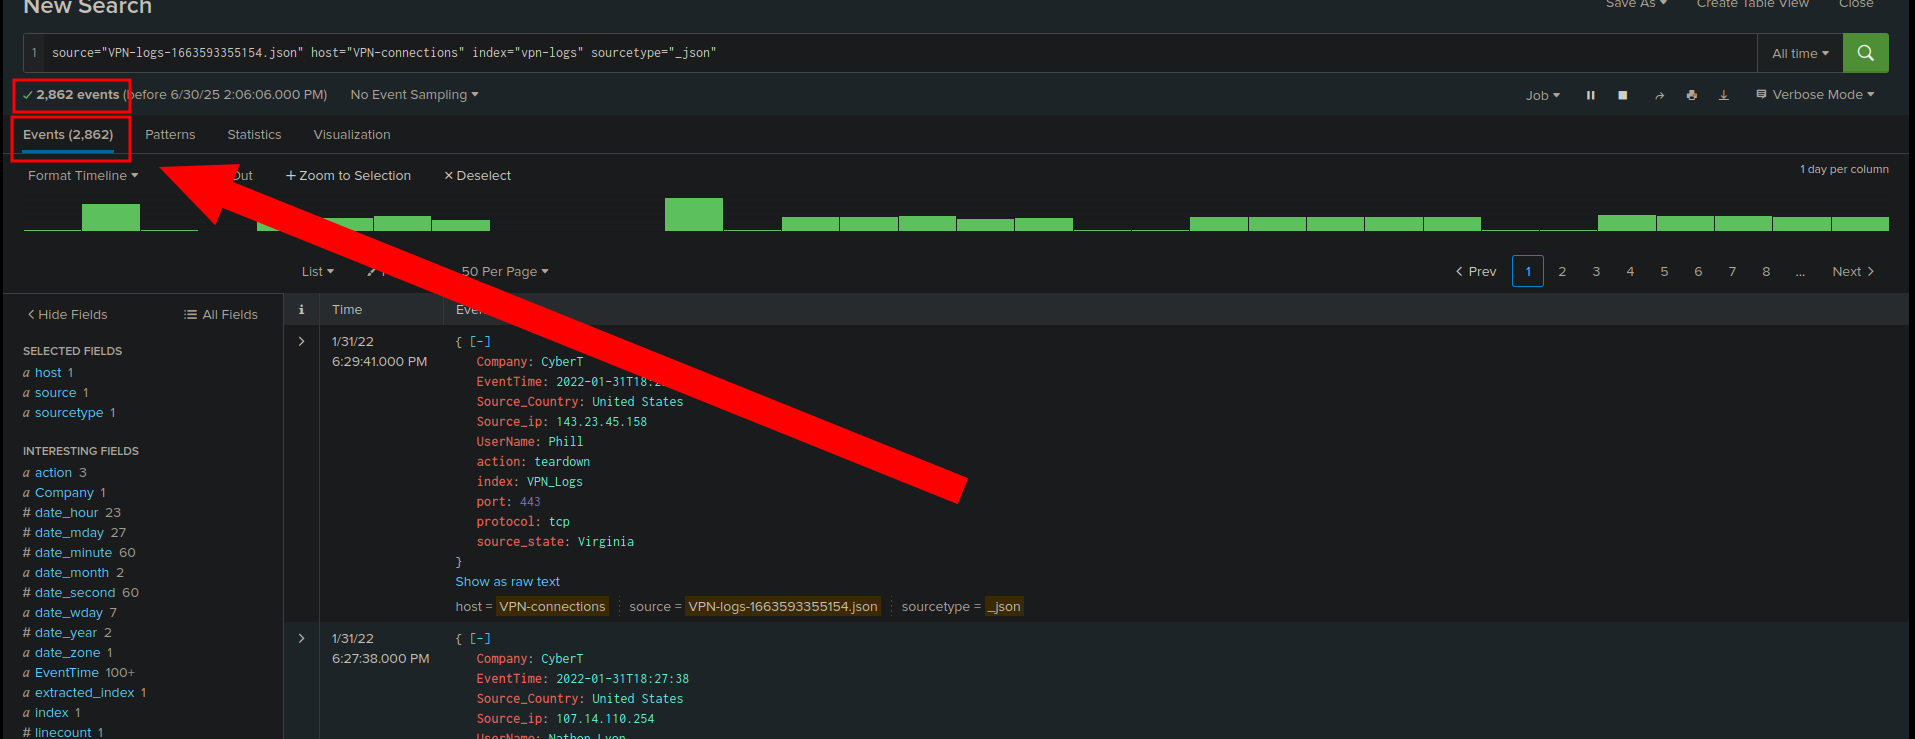 New Search
Save As
Create Table View
Close
1 source="VPN-logs-1663593355154.json" host="VPN-connections" index="vpn-logs" sourcetype="_json"
All time
2,862 events (before 6/30/25 2:06:06.000 PM)
No Event Sampling
Job
Verbose Mode
Events (2,862)
Patterns
Statistics
Visualization
Format Timeline
Out
+ Zoom to Selection
× Deselect
1 day per column
List
50 Per Page
< Prev
1
2
3
4
5
6
7
8
...
Next >
< Hide Fields
All Fields
i
Time
SELECTED FIELDS
a host 1
a source 1
a sourcetype 1
INTERESTING FIELDS
a action 3
a Company 1
# date_hour 23
# date_mday 27
# date_minute 60
a date_month 2
# date_second 60
a date_wday 7
# date_year 2
a date_zone 1
a EventTime 100+
a extracted_index 1
a index 1
# linecount 1
>
1/31/22
6:29:41.000 PM
{ [-]
Company: CyberT
EventTime: 2022-01-31T18:2
Source_Country: United States
Source_ip: 143.23.45.158
UserName: Phill
action: teardown
index: VPN_Logs
port: 443
protocol: tcp
source_state: Virginia
}
Show as raw text
host = VPN-connections
source = VPN-logs-1663593355154.json
sourcetype = _json
>
1/31/22
6:27:38.000 PM
{ [-]
Company: CyberT
EventTime: 2022-01-31T18:27:38
Source_Country: United States
Source_ip: 107.14.110.254
UserName: Nathon Lyon